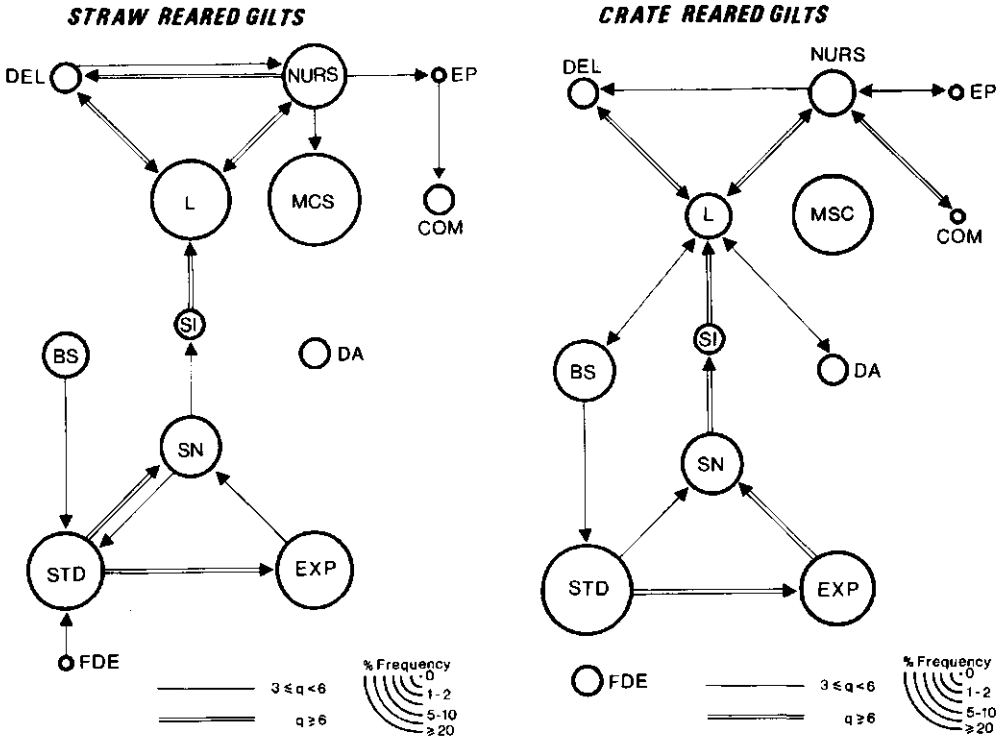 STRAW REARED GILTS
DEL
NURS
EP
L
MCS
COM
SI
BS
DA
SN
STD
EXP
FDE
3 ≤ q < 6
q ≥ 6
% Frequency
0
1-2
5-10
≥ 20
CRATE REARED GILTS
NURS
DEL
EP
L
MSC
COM
SI
BS
DA
SN
STD
EXP
FDE
3 ≤ q < 6
q ≥ 6
% Frequency
0
1-2
5-10
≥ 20